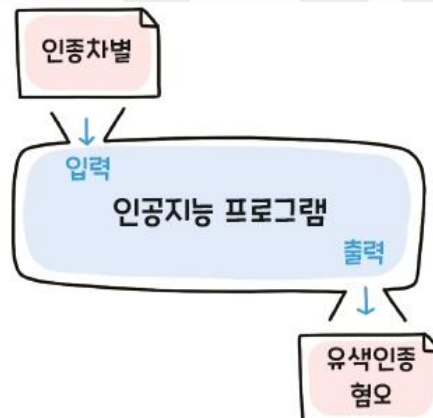 인종차별
입력
인공지능 프로그램
출력
유색인종
혐오